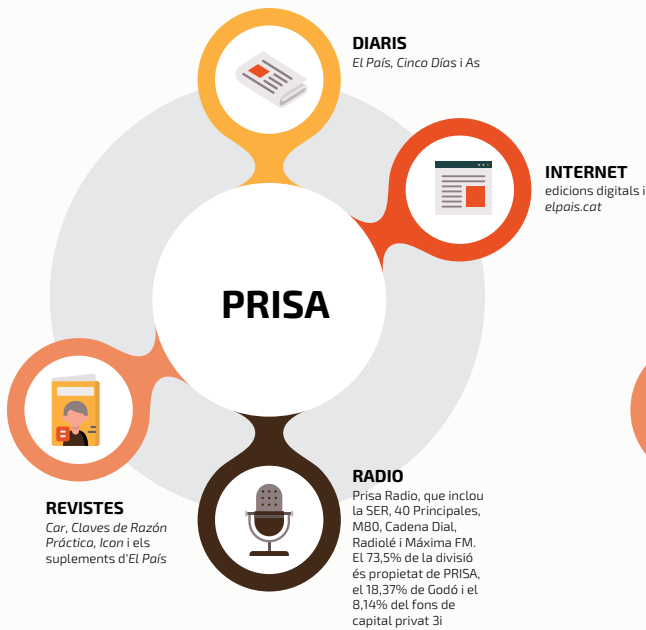 DIARIS
El País, Cinco Días i As
INTERNET
edicions digitals i
elpais.cat
PRISA
REVISTES
Car, Claves de Razón
Práctica, Icon i els
suplements d'El País
RADIO
Prisa Radio, que inclou
la SER, 40 Principales,
M80, Cadena Dial,
Radiolé i Máxima FM.
El 73,5% de la divisió
és propietat de PRISA,
el 18,37% de Godó i el
8,14% del fons de
capital privat 3i